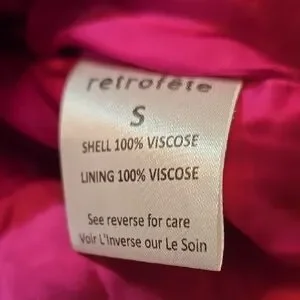 retrofête
S
SHELL 100% VISCOSE
LINING 100% VISCOSE
See reverse for care
Voir L'Inverse our Le Soin